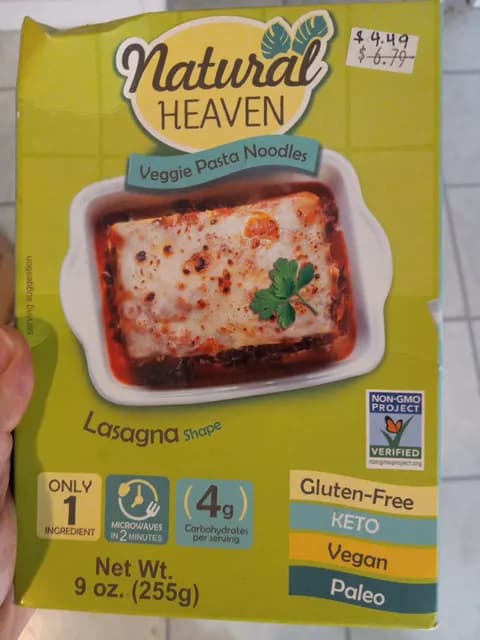 $4.49
$6.79
Natural
HEAVEN
Veggie Pasta Noodles
serving suggestion
Lasagna Shape
NON-GMO
PROJECT
VERIFIED
nongmoproject.org
ONLY
1
INGREDIENT
MICROWAVES
IN 2 MINUTES
(4g)
Carbohydrates
per serving
Gluten-Free
KETO
Vegan
Paleo
Net Wt.
9 oz. (255g)